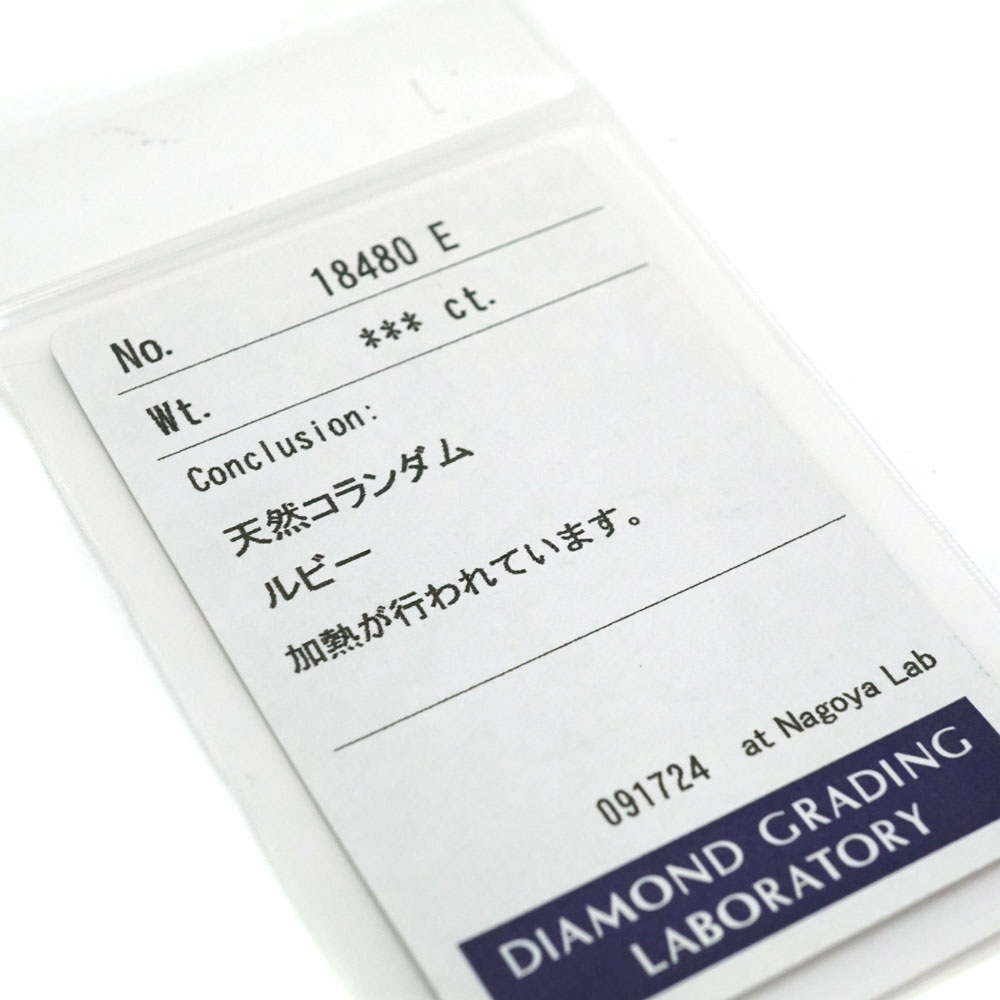 No. 18480 E
Wt. *** ct.
Conclusion:
天然コランダム
ルビー
加熱が行われています。
091724 at Nagoya Lab
DIAMOND GRADING
LABORATORY